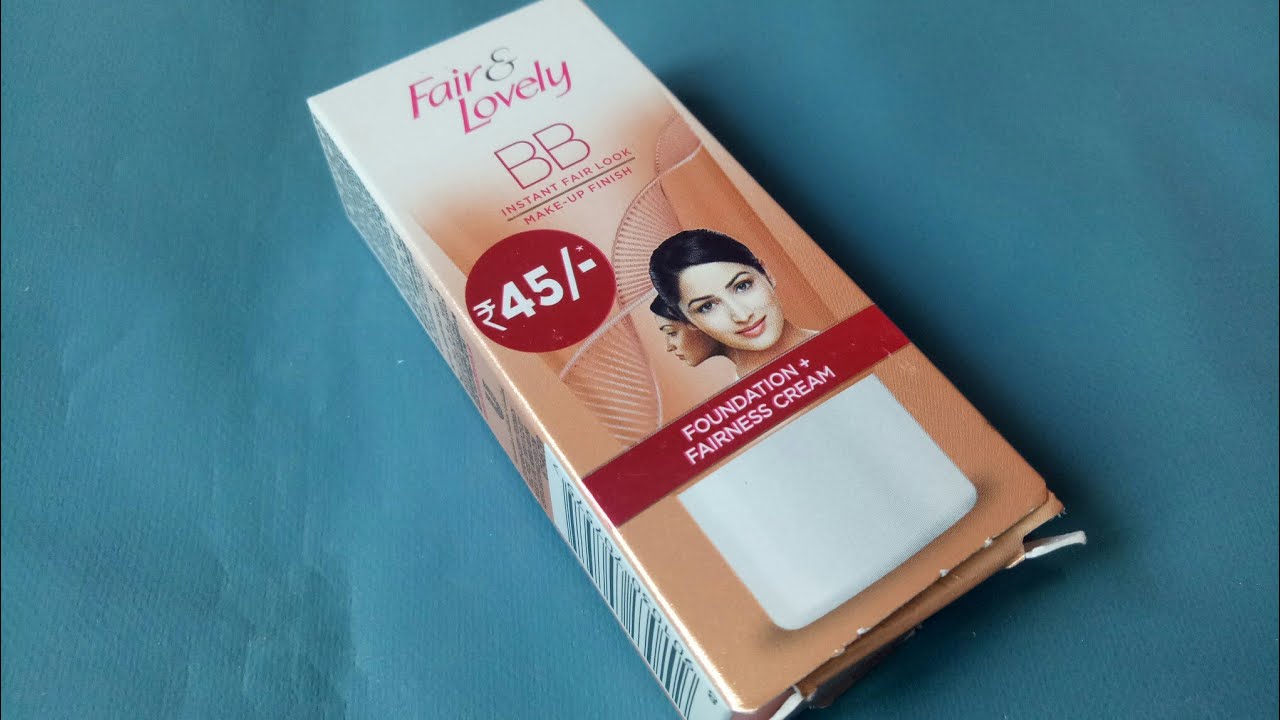 Fair &
Lovely
BB
INSTANT FAIR LOOK
MAKE-UP FINISH
₹45/-*
FOUNDATION +
FAIRNESS CREAM